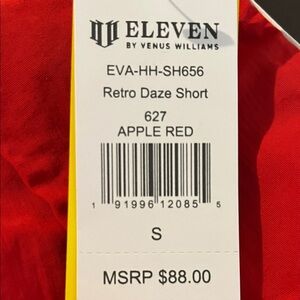 ELEVEN
BY VENUS WILLIAMS
EVA-HH-SH656
Retro Daze Short
627
APPLE RED
1 91996 12085 5
S
MSRP $88.00